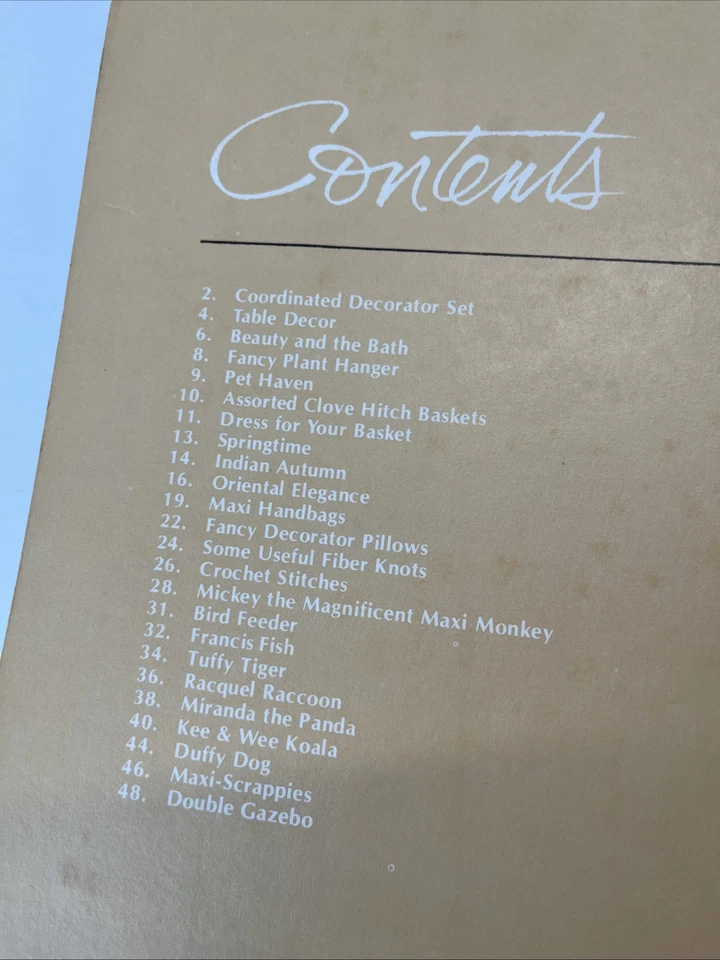 Contents
2. Coordinated Decorator Set
4. Table Decor
6. Beauty and the Bath
8. Fancy Plant Hanger
9. Pet Haven
10. Assorted Clove Hitch Baskets
11. Dress for Your Basket
13. Springtime
14. Indian Autumn
16. Oriental Elegance
19. Maxi Handbags
22. Fancy Decorator Pillows
24. Some Useful Fiber Knots
26. Crochet Stitches
28. Mickey the Magnificent Maxi Monkey
31. Bird Feeder
32. Francis Fish
34. Tuffy Tiger
36. Racquel Raccoon
38. Miranda the Panda
40. Kee & Wee Koala
44. Duffy Dog
46. Maxi-Scrappies
48. Double Gazebo